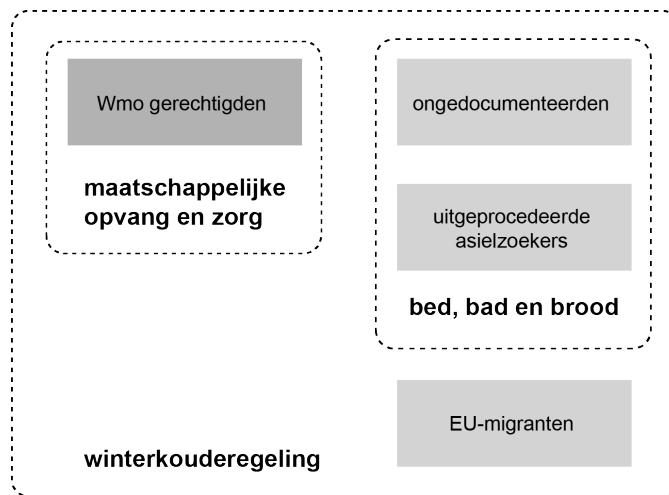 Wmo gerechtigden
maatschappelijke
opvang en zorg
ongedocumenteerden
uitgeprocedeerde
asielzoekers
bed, bad en brood
EU-migranten
winterkouderegeling